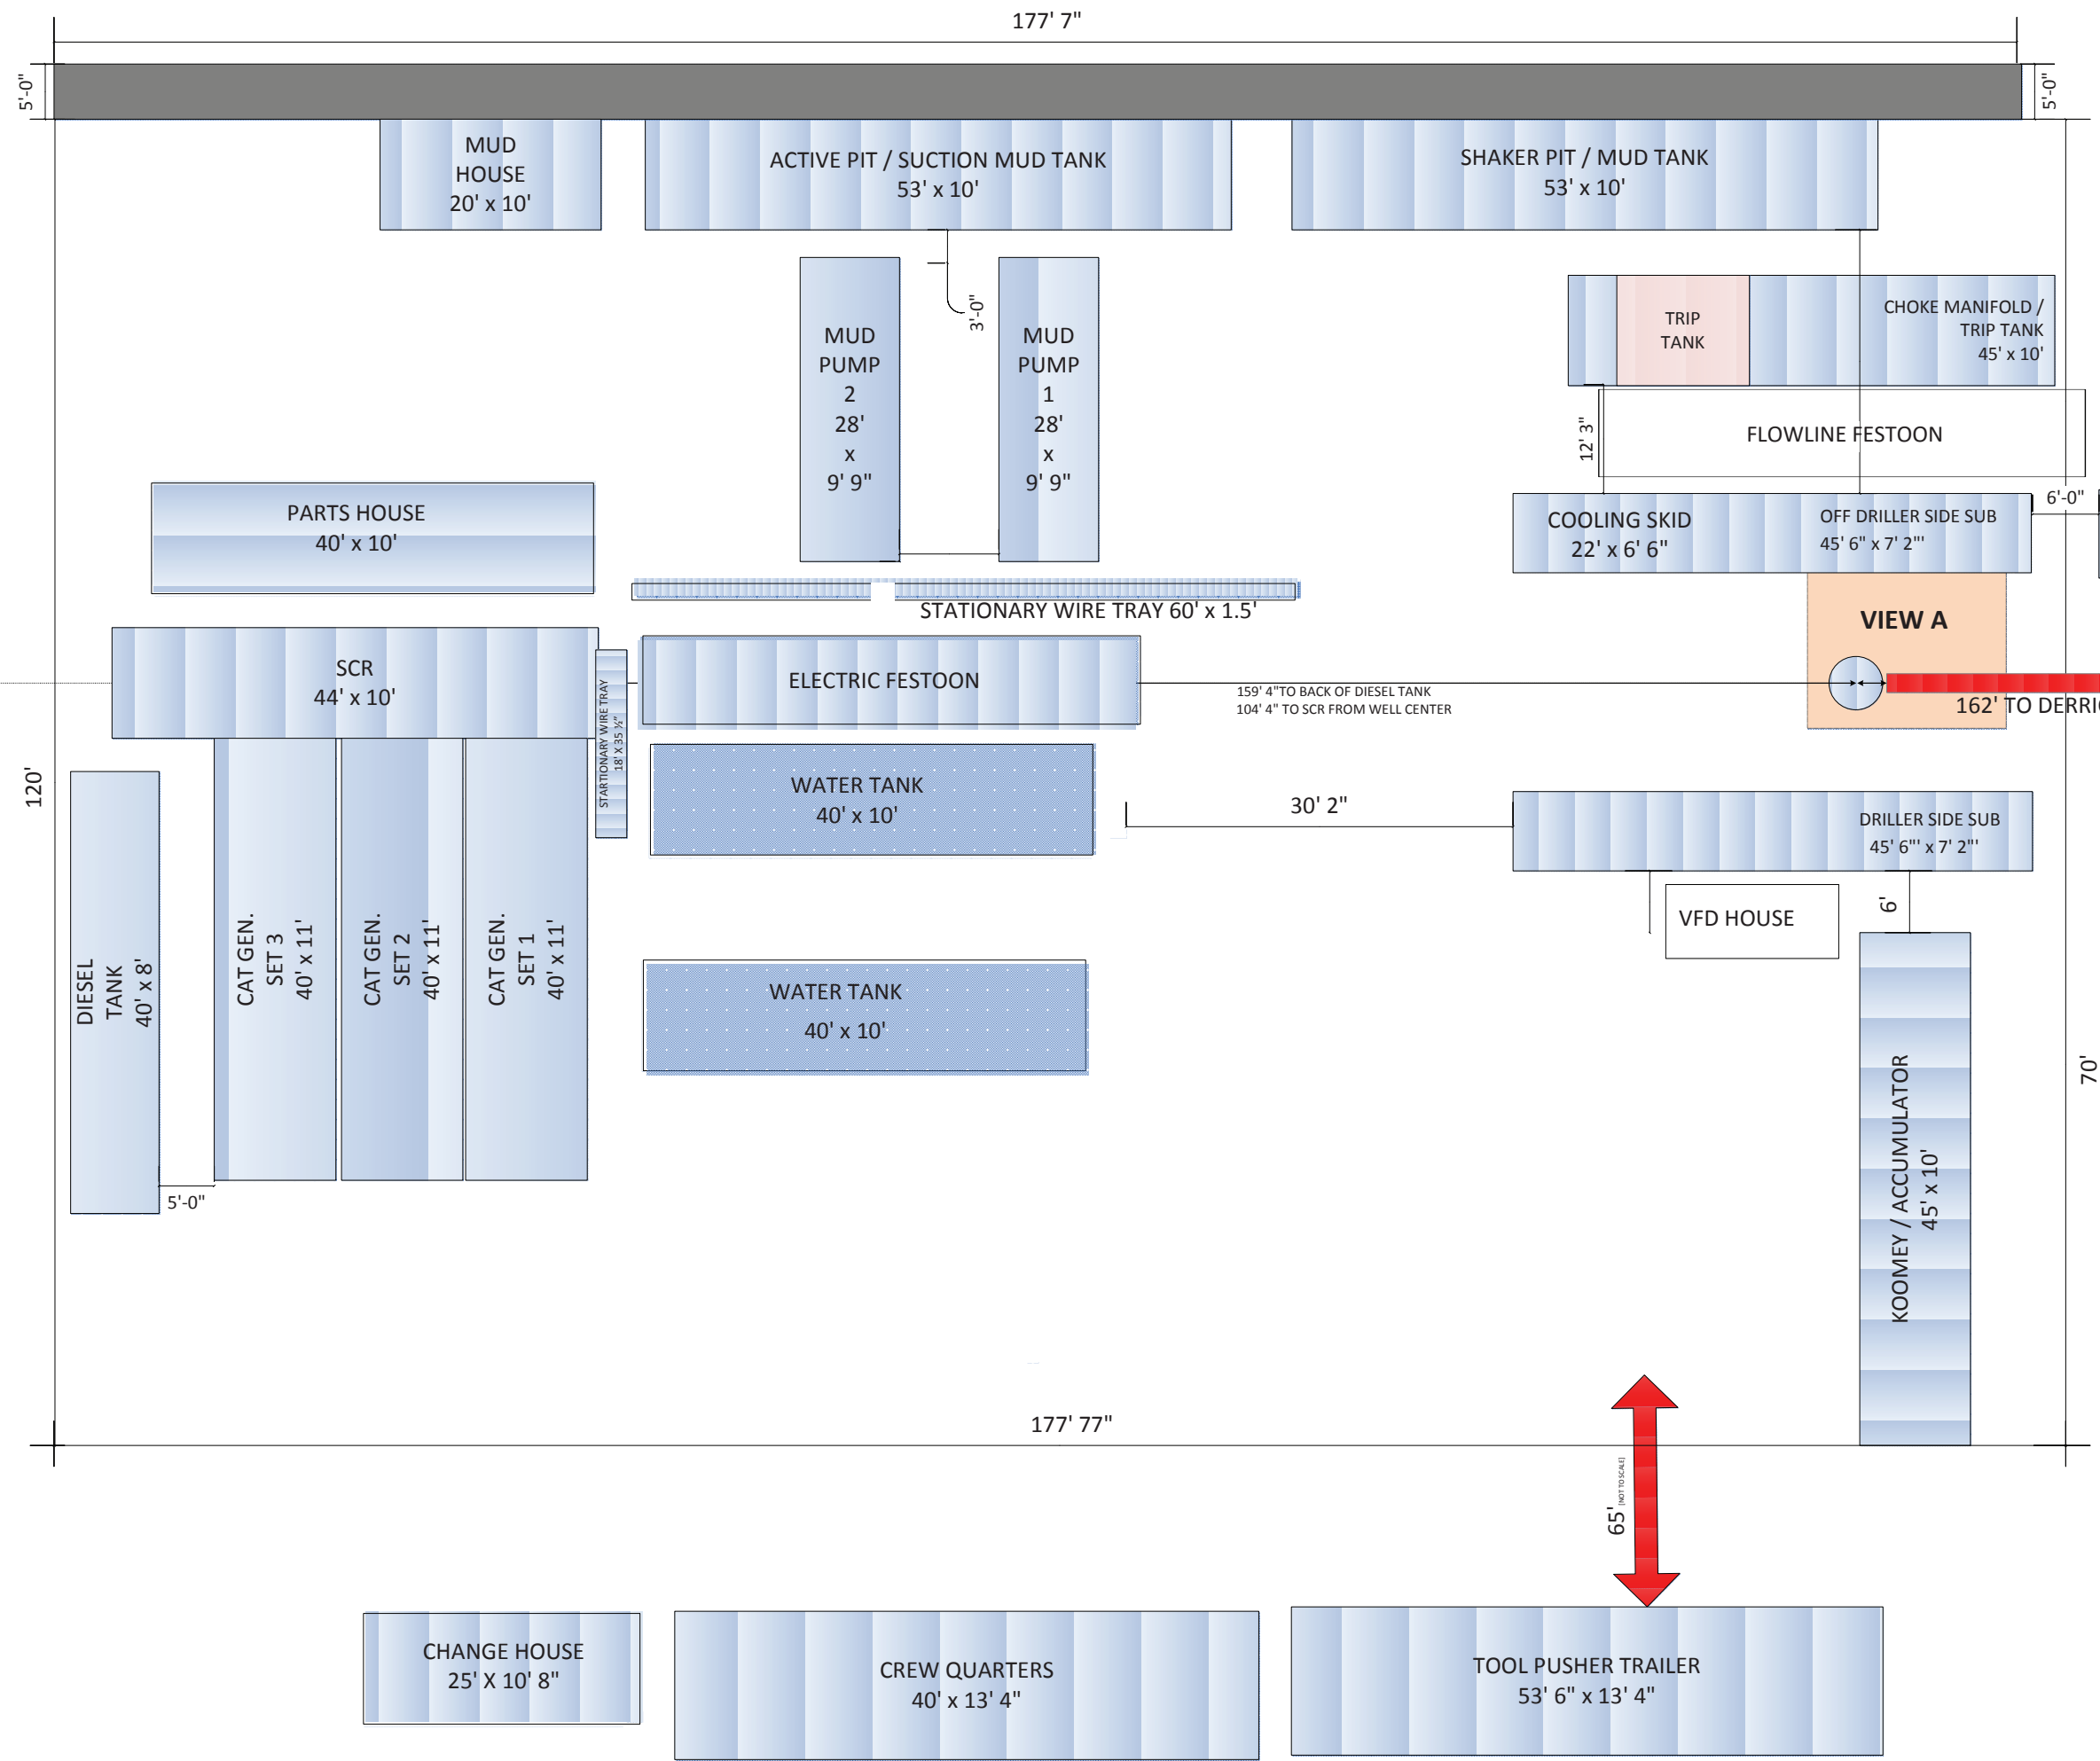 177' 7"
5'-0"
5'-0"
MUD
HOUSE
20' x 10'
ACTIVE PIT / SUCTION MUD TANK
53' x 10'
SHAKER PIT / MUD TANK
53' x 10'
3'-0"
MUD
PUMP
2
28'
x
9' 9"
MUD
PUMP
1
28'
x
9' 9"
TRIP
TANK
CHOKE MANIFOLD /
TRIP TANK
45' x 10'
12' 3"
FLOWLINE FESTOON
6'-0"
PARTS HOUSE
40' x 10'
COOLING SKID
22' x 6' 6"
OFF DRILLER SIDE SUB
45' 6" x 7' 2"'
STATIONARY WIRE TRAY 60' x 1.5'
VIEW A
SCR
44' x 10'
STARTIONARY WIRE TRAY
18' X 35 ½"
ELECTRIC FESTOON
159' 4"TO BACK OF DIESEL TANK
104' 4" TO SCR FROM WELL CENTER
162' TO DERRI
120'
WATER TANK
40' x 10'
30' 2"
DRILLER SIDE SUB
45' 6"' x 7' 2"'
VFD HOUSE
6'
DIESEL
TANK
40' x 8'
CAT GEN.
SET 3
40' x 11'
CAT GEN.
SET 2
40' x 11'
CAT GEN.
SET 1
40' x 11'
WATER TANK
40' x 10'
5'-0"
KOOMEY / ACCUMULATOR
45' x 10'
70'
177' 77"
65' [NOT TO SCALE]
CHANGE HOUSE
25' X 10' 8"
CREW QUARTERS
40' x 13' 4"
TOOL PUSHER TRAILER
53' 6" x 13' 4"